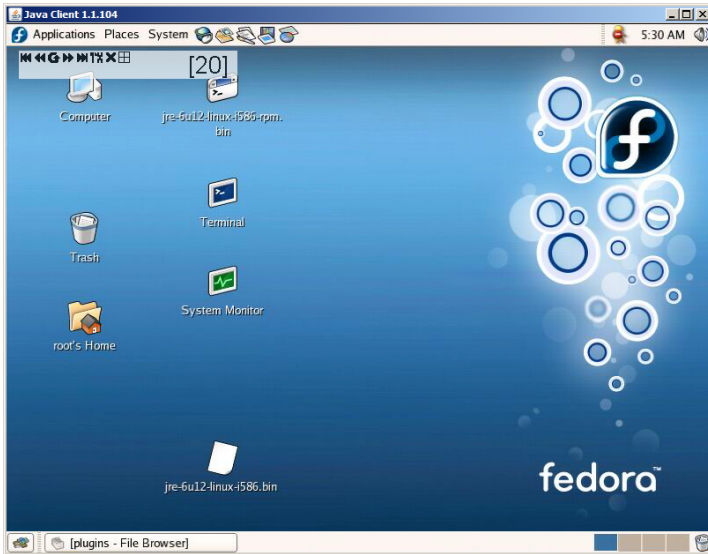 Java Client 1.1.104
Applications Places System 5:30 AM
[20]
Computer
jre-6u12-linux-i586-rpm.
bin
Terminal
Trash
System Monitor
root's Home
jre-6u12-linux-i586.bin
fedora™
[plugins - File Browser]